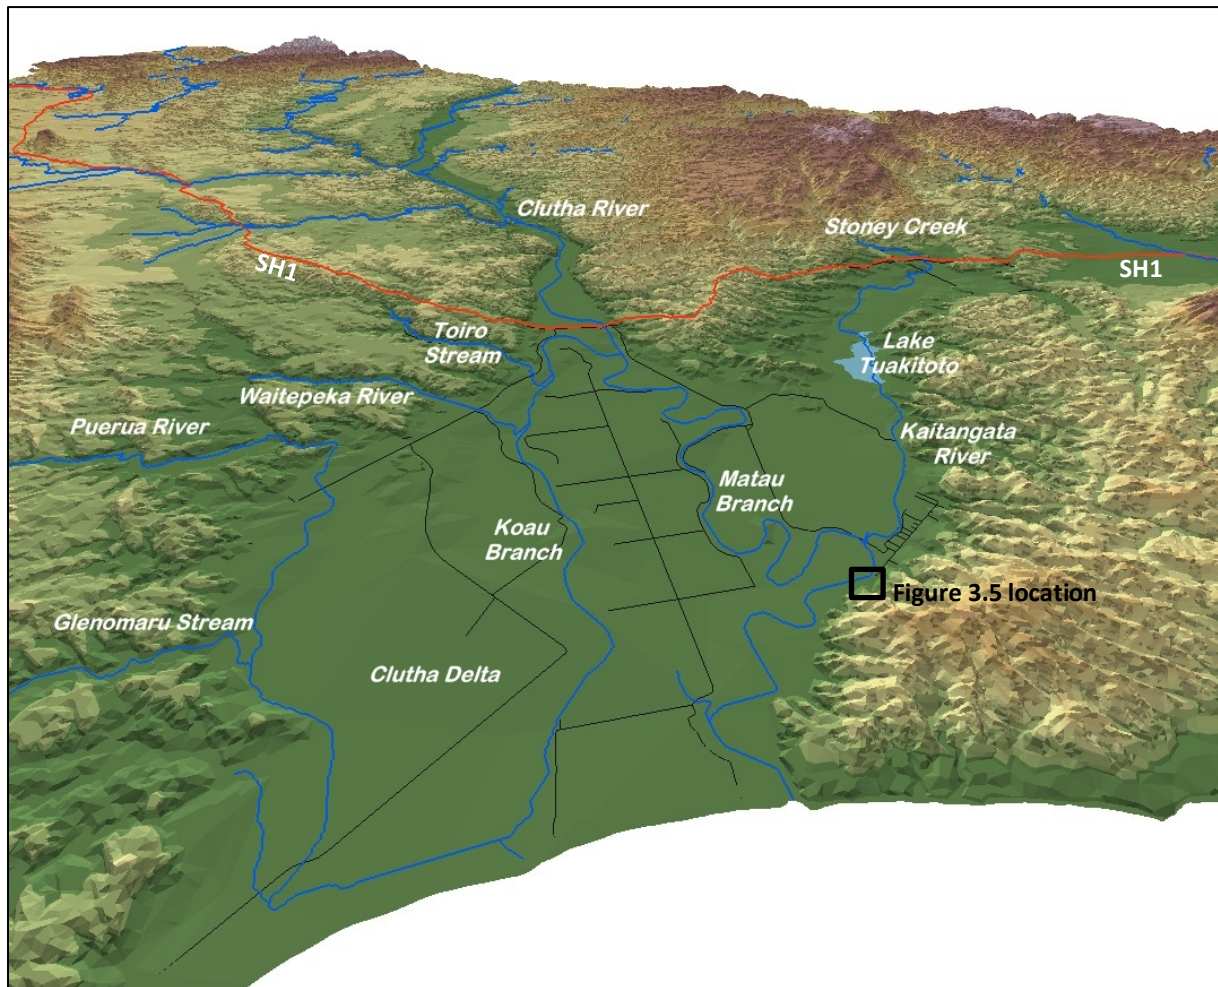 Clutha River
Stoney Creek
SH1
SH1
Toiro
Stream
Lake
Tuakitoto
Waitepeka River
Puerua River
Kaitangata
River
Matau
Branch
Koau
Branch
Figure 3.5 location
Glenomaru Stream
Clutha Delta